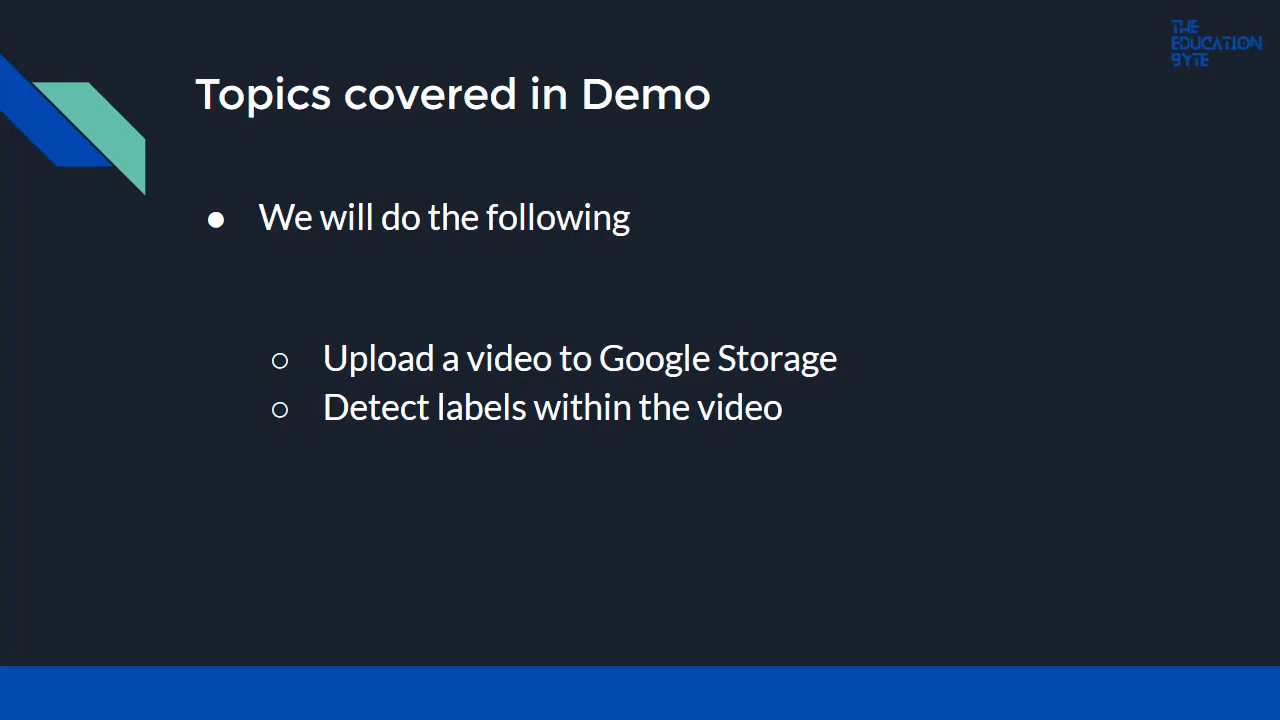 THE
EDUCATION
BYTE
Topics covered in Demo
● We will do the following
○ Upload a video to Google Storage
○ Detect labels within the video